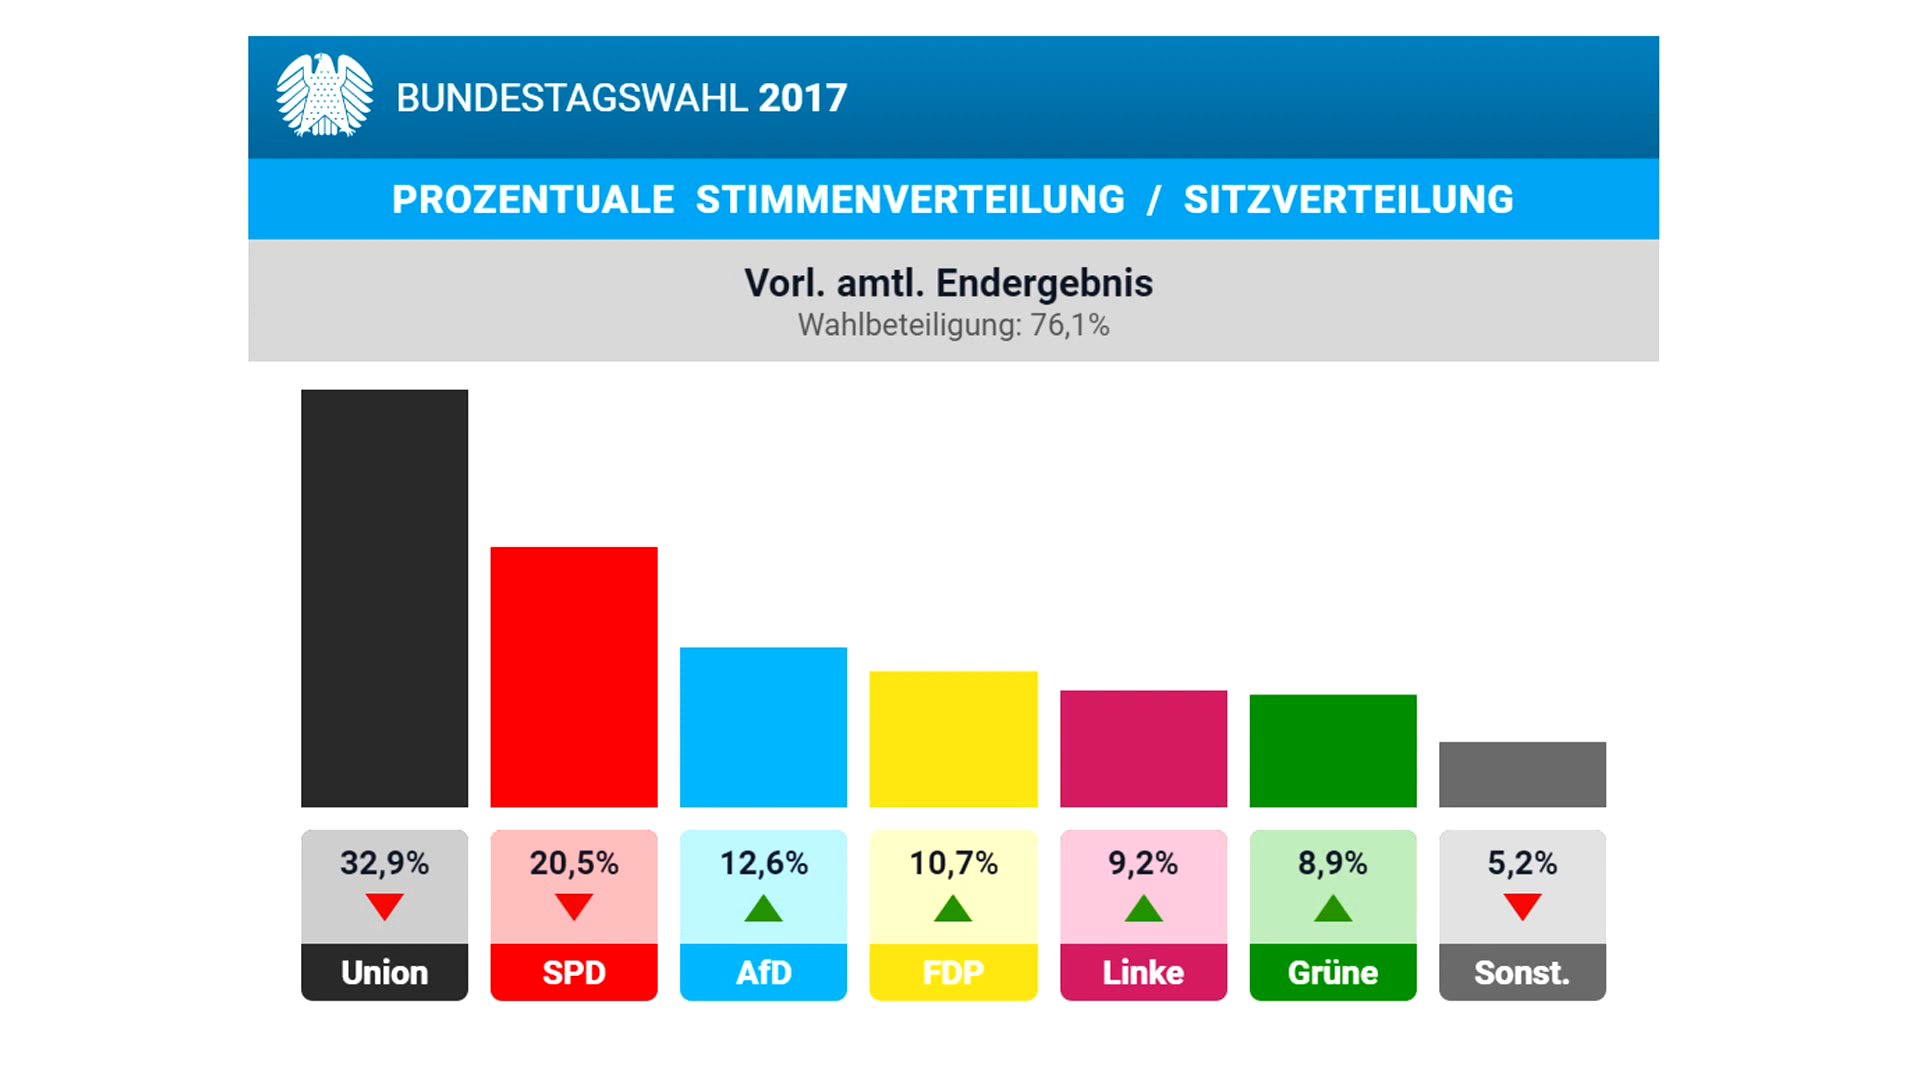 BUNDESTAGSWAHL 2017
PROZENTUALE STIMMENVERTEILUNG / SITZVERTEILUNG
Vorl. amtl. Endergebnis
Wahlbeteiligung: 76,1%
32,9% 20,5% 12,6% 10,7% 9,2% 8,9% 5,2%
Union SPD AfD FDP Linke Grüne Sonst.